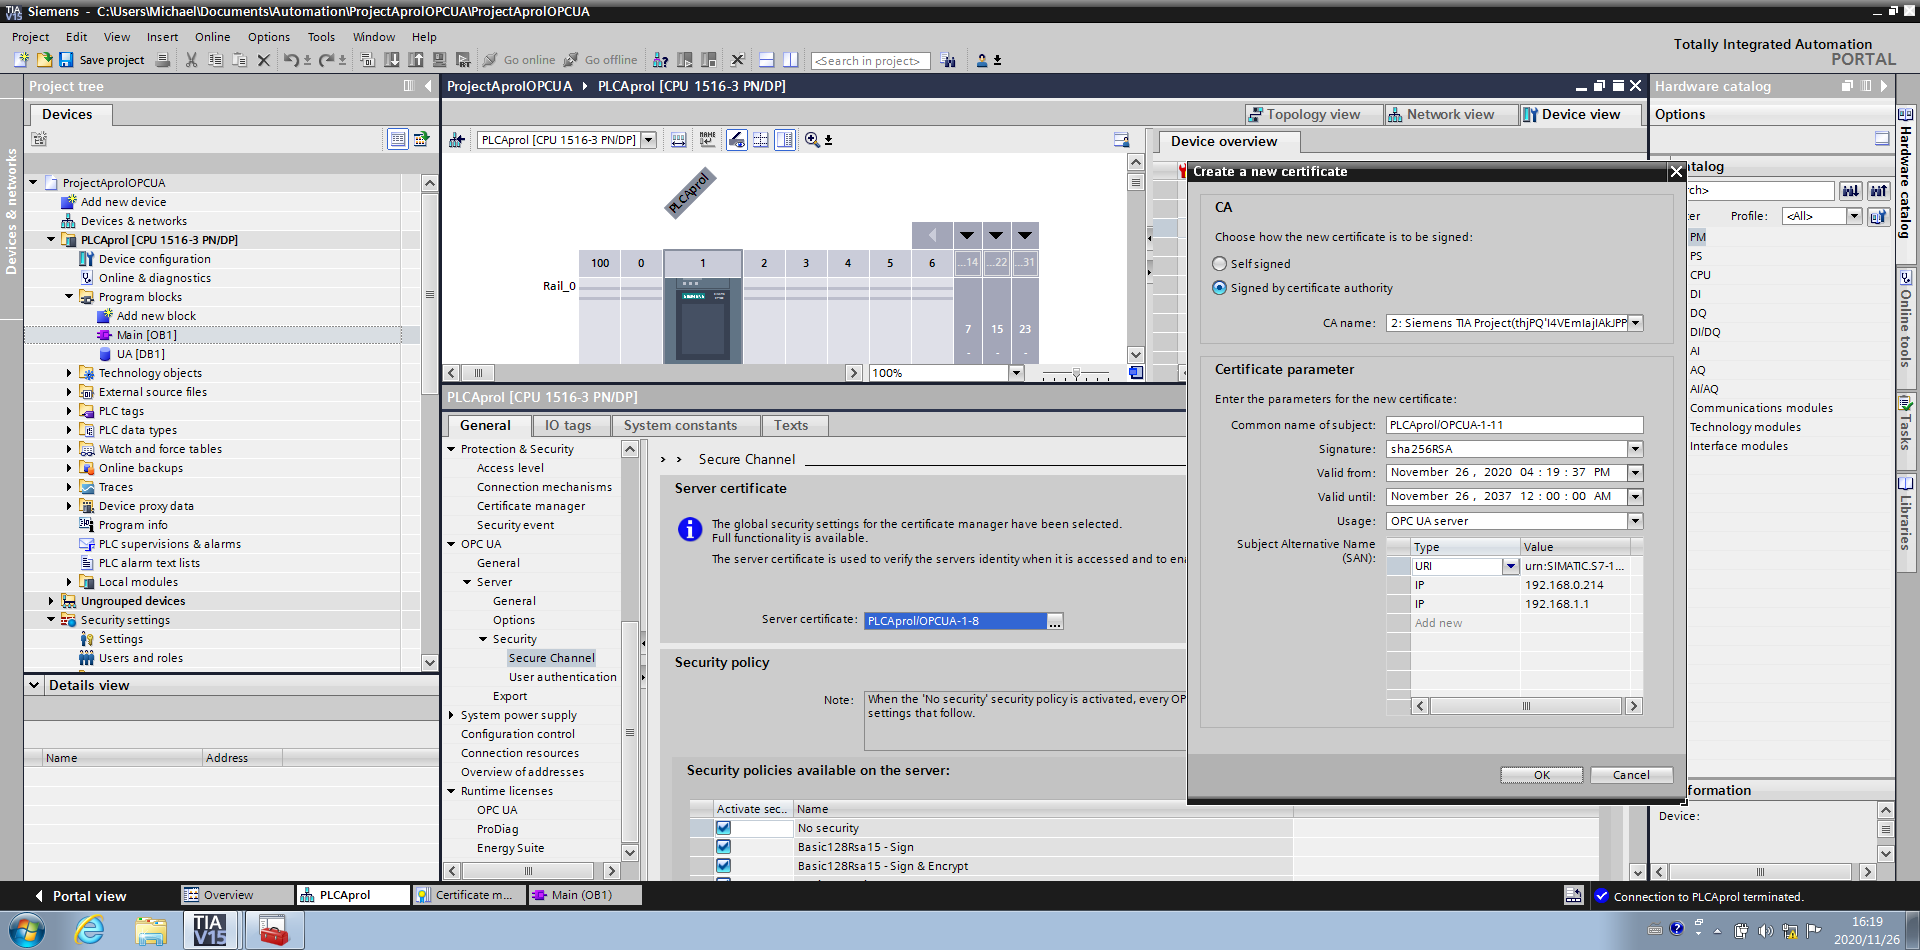 Siemens - C:\Users\Michael\Documents\Automation\ProjectAprolOPCUA\ProjectAprolOPCUA
Project Edit View Insert Online Options Tools Window Help
Save project
Go online
Go offline
<Search in project>
Totally Integrated Automation
PORTAL
Project tree
Devices
Devices & networks
ProjectAprolOPCUA
Add new device
Devices & networks
PLCAprol [CPU 1516-3 PN/DP]
Device configuration
Online & diagnostics
Program blocks
Add new block
Main [OB1]
UA [DB1]
Technology objects
External source files
PLC tags
PLC data types
Watch and force tables
Online backups
Traces
Device proxy data
Program info
PLC supervisions & alarms
PLC alarm text lists
Local modules
Ungrouped devices
Security settings
Settings
Users and roles
Details view
Name Address
ProjectAprolOPCUA PLCAprol [CPU 1516-3 PN/DP]
Topology view Network view Device view
PLCAprol [CPU 1516-3 PN/DP]
Device overview
PLCAprol
100 0 1 2 3 4 5 6 ...14 ...22 ...31
Rail_0
SIEMENS
7 15 23
- - -
100%
PLCAprol [CPU 1516-3 PN/DP]
General IO tags System constants Texts
Protection & Security
Access level
Connection mechanisms
Certificate manager
Security event
OPC UA
General
Server
General
Options
Security
Secure Channel
User authentication
Export
System power supply
Configuration control
Connection resources
Overview of addresses
Runtime licenses
OPC UA
ProDiag
Energy Suite
> > Secure Channel
Server certificate
The global security settings for the certificate manager have been selected.
Full functionality is available.
The server certificate is used to verify the servers identity when it is accessed and to en
Server certificate: PLCAprol/OPCUA-1-8 ...
Security policy
Note: When the 'No security' security policy is activated, every OP
settings that follow.
Security policies available on the server:
Activate sec.. Name
No security
Basic128Rsa15 - Sign
Basic128Rsa15 - Sign & Encrypt
Create a new certificate
CA
Choose how the new certificate is to be signed:
Self signed
Signed by certificate authority
CA name: 2: Siemens TIA Project(thjPQ'I4VEmIajIAkJPP
Certificate parameter
Enter the parameters for the new certificate:
Common name of subject: PLCAprol/OPCUA-1-11
Signature: sha256RSA
Valid from: November 26 , 2020 04 : 19 : 37 PM
Valid until: November 26 , 2037 12 : 00 : 00 AM
Usage: OPC UA server
Subject Alternative Name
(SAN):
Type Value
URI urn:SIMATIC.S7-1...
IP 192.168.0.214
IP 192.168.1.1
Add new
OK Cancel
Hardware catalog
Options
atalog
rch>
ter Profile: <All>
PM
PS
CPU
DI
DQ
DI/DQ
AI
AQ
AI/AQ
Communications modules
Technology modules
Interface modules
formation
Device:
Hardware catalog
Online tools
Tasks
Libraries
Portal view
Overview
PLCAprol
Certificate m...
Main (OB1)
Connection to PLCAprol terminated.
TIA
V15
16:19
2020/11/26